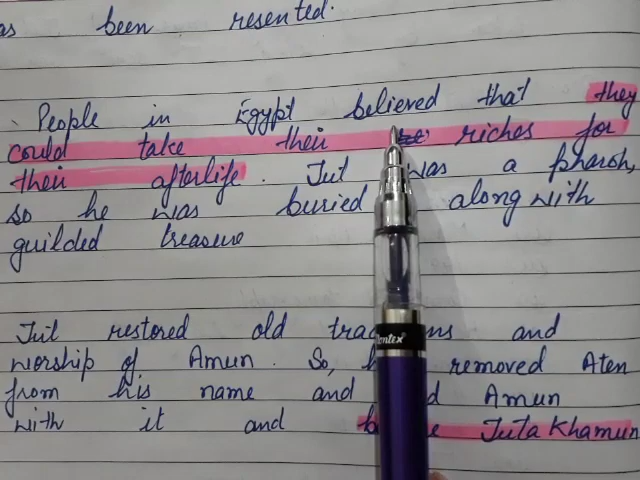 as been resented.
People in Egypt believed that they
could take their riches for
their afterlife. Tut was a pharoh,
so he was buried along with
guilded treasure
Tut restored old and
worship of Amun. So, removed Aten
from his name and Amun
with it and TutaKhamun